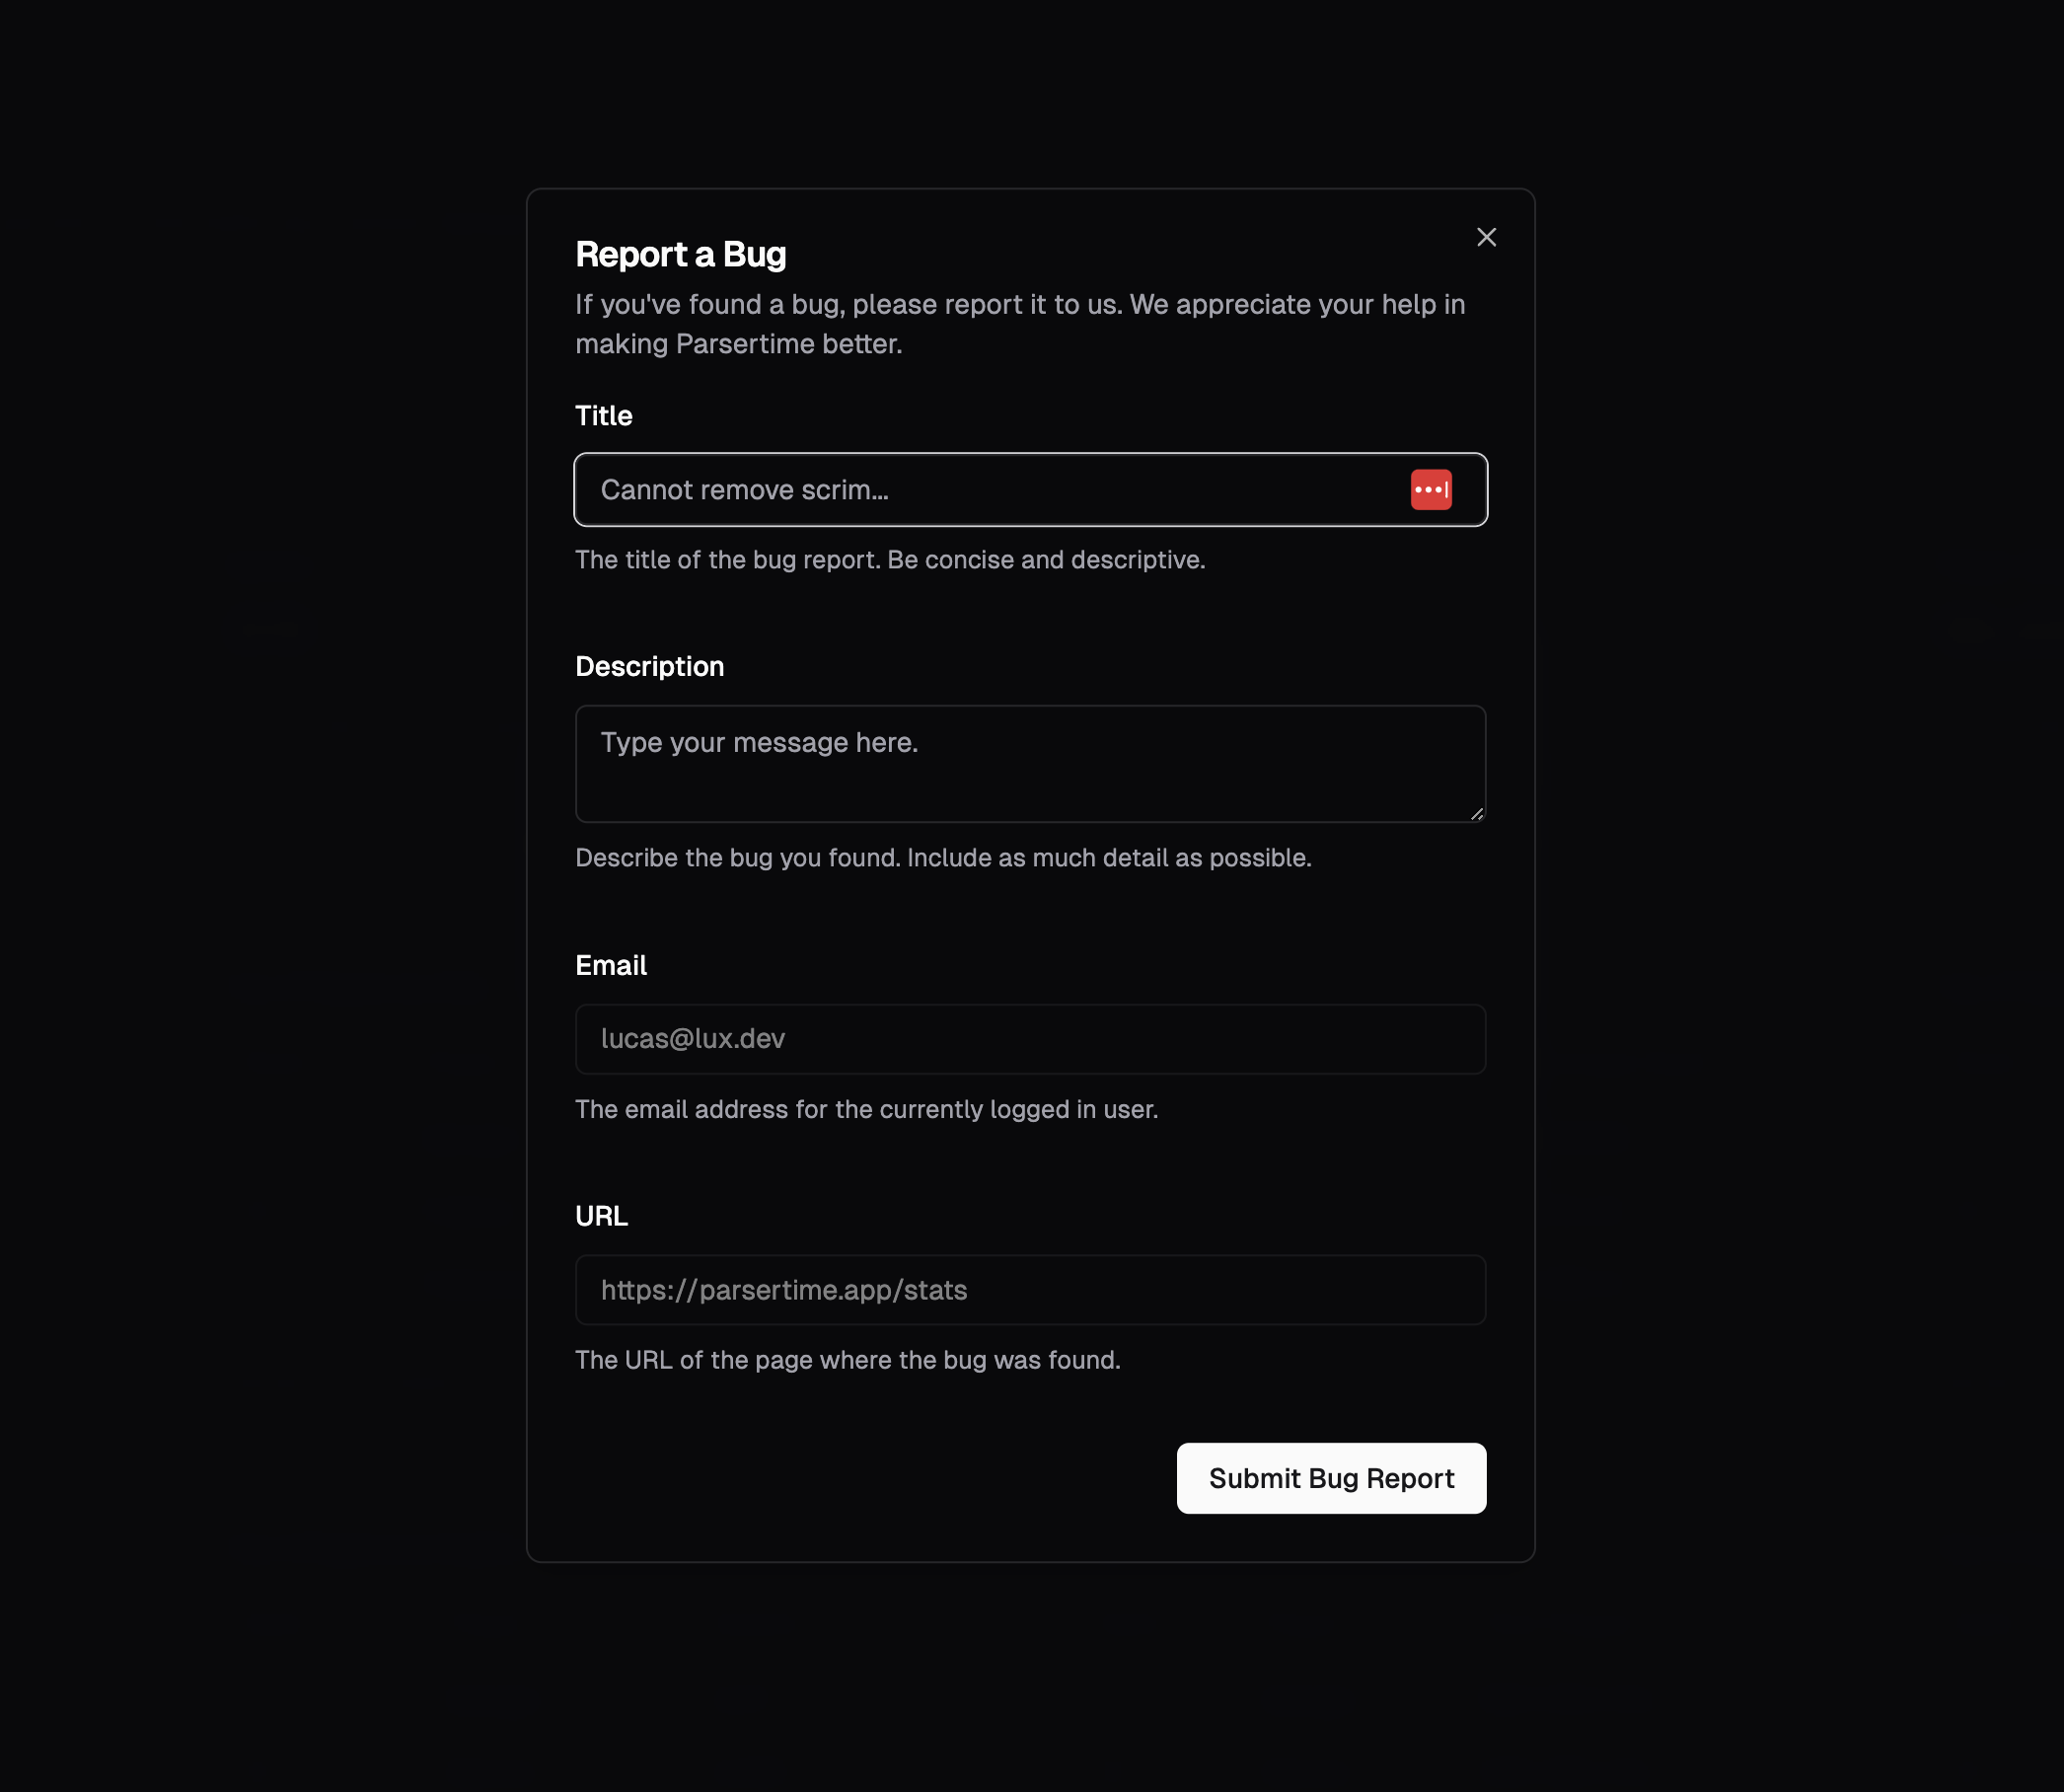 Report a Bug
If you've found a bug, please report it to us. We appreciate your help in
making Parsertime better.
Title
Cannot remove scrim...
The title of the bug report. Be concise and descriptive.
Description
Type your message here.
Describe the bug you found. Include as much detail as possible.
Email
lucas@lux.dev
The email address for the currently logged in user.
URL
https://parsertime.app/stats
The URL of the page where the bug was found.
Submit Bug Report